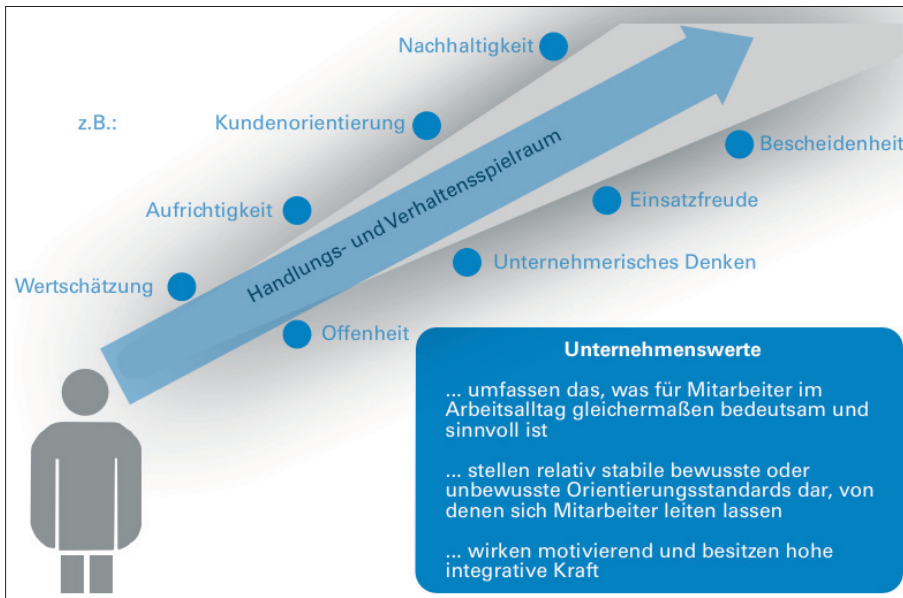 Nachhaltigkeit
z.B.:
Kundenorientierung
Bescheidenheit
Handlungs- und Verhaltensspielraum
Aufrichtigkeit
Einsatzfreude
Unternehmerisches Denken
Wertschätzung
Offenheit
Unternehmenswerte
... umfassen das, was für Mitarbeiter im
Arbeitsalltag gleichermaßen bedeutsam und
sinnvoll ist
... stellen relativ stabile bewusste oder
unbewusste Orientierungsstandards dar, von
denen sich Mitarbeiter leiten lassen
... wirken motivierend und besitzen hohe
integrative Kraft